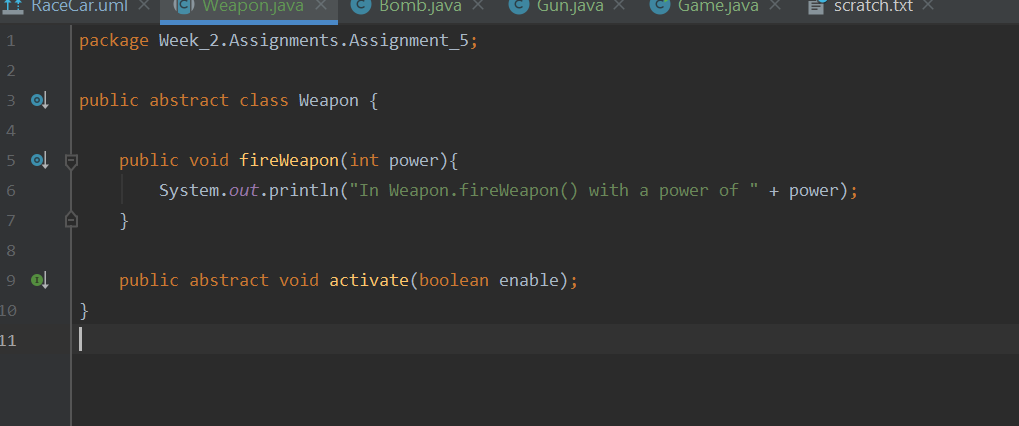 RaceCar.uml Weapon.java Bomb.java Gun.java Game.java scratch.txt
1 package Week_2.Assignments.Assignment_5;
2
3 public abstract class Weapon {
4
5 public void fireWeapon(int power){
6 System.out.println("In Weapon.fireWeapon() with a power of " + power);
7 }
8
9 public abstract void activate(boolean enable);
10 }
11